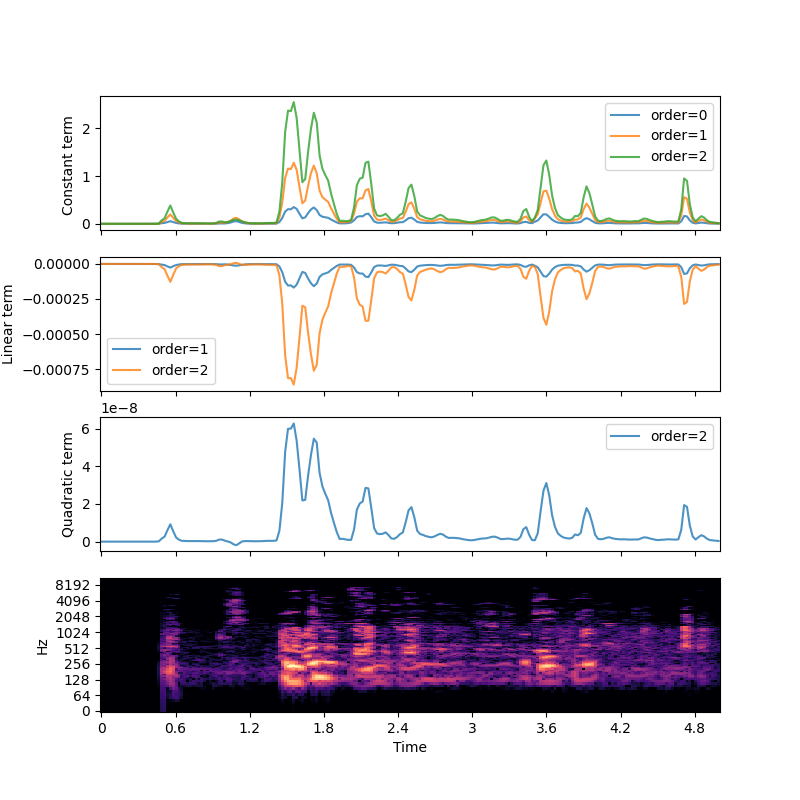 Constant term
2
1
0
order=0
order=1
order=2
Linear term
0.00000
−0.00025
−0.00050
−0.00075
order=1
order=2
1e−8
Quadratic term
6
4
2
0
order=2
Hz
8192
4096
2048
1024
512
256
128
64
0
0 0.6 1.2 1.8 2.4 3 3.6 4.2 4.8
Time